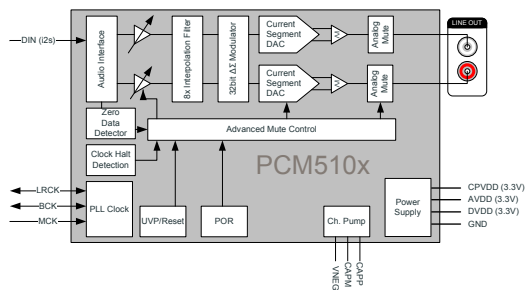 LINE OUT
DIN (i2s)
Audio Interface
8x Interpolation Filter
32bit ΔΣ Modulator
Current
Segment
DAC
Analog
Mute
Current
Segment
DAC
Analog
Mute
Zero
Data
Detector
Advanced Mute Control
Clock Halt
Detection
PCM510x
LRCK
BCK
MCK
PLL Clock
UVP/Reset
POR
Ch. Pump
Power
Supply
CPVDD (3.3V)
AVDD (3.3V)
DVDD (3.3V)
GND
VNEG
CAPM
CAPP